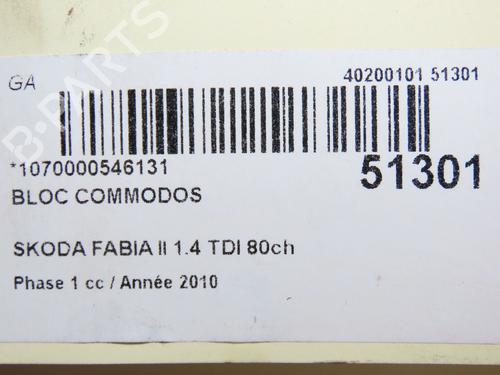 GA
40200101 51301
*1070000546131
51301
BLOC COMMODOS
SKODA FABIA II 1.4 TDI 80ch
Phase 1 cc / Année 2010
B-PARTS